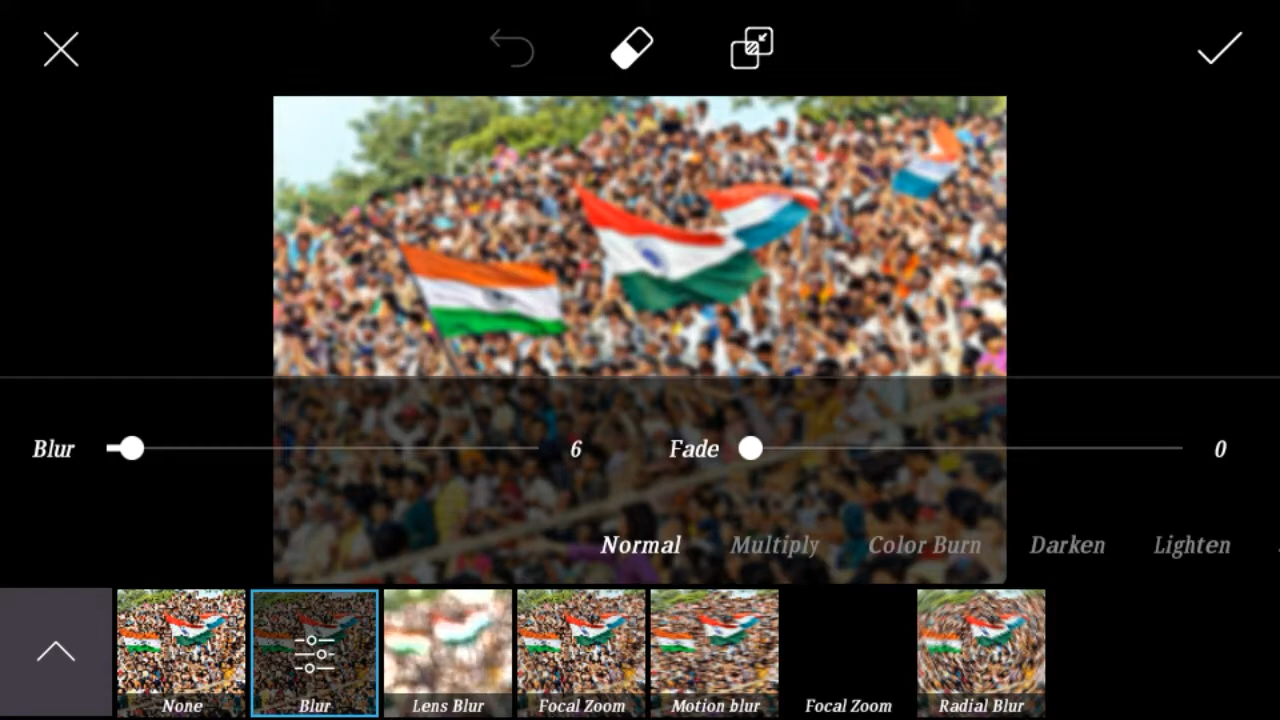 Blur 6 Fade 0
Normal Multiply Color Burn Darken Lighten
None Blur Lens Blur Focal Zoom Motion blur Focal Zoom Radial Blur